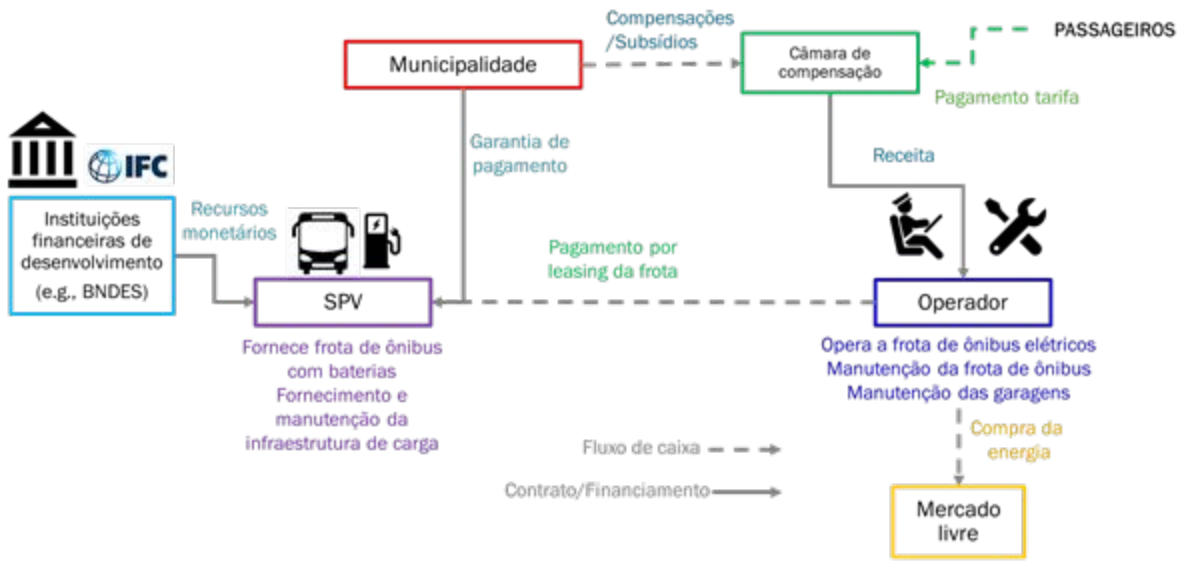 Compensações
/Subsídios
PASSAGEIROS
Municipalidade
Câmara de
compensação
Pagamento tarifa
Garantia de
pagamento
Receita
IFC
Instituições
financeiras de
desenvolvimento
(e.g., BNDES)
Recursos
monetários
Pagamento por
leasing da frota
SPV
Operador
Fornece frota de ônibus
com baterias
Fornecimento e
manutenção da
infraestrutura de carga
Opera a frota de ônibus elétricos
Manutenção da frota de ônibus
Manutenção das garagens
Compra da
energia
Fluxo de caixa
Contrato/Financiamento
Mercado
livre